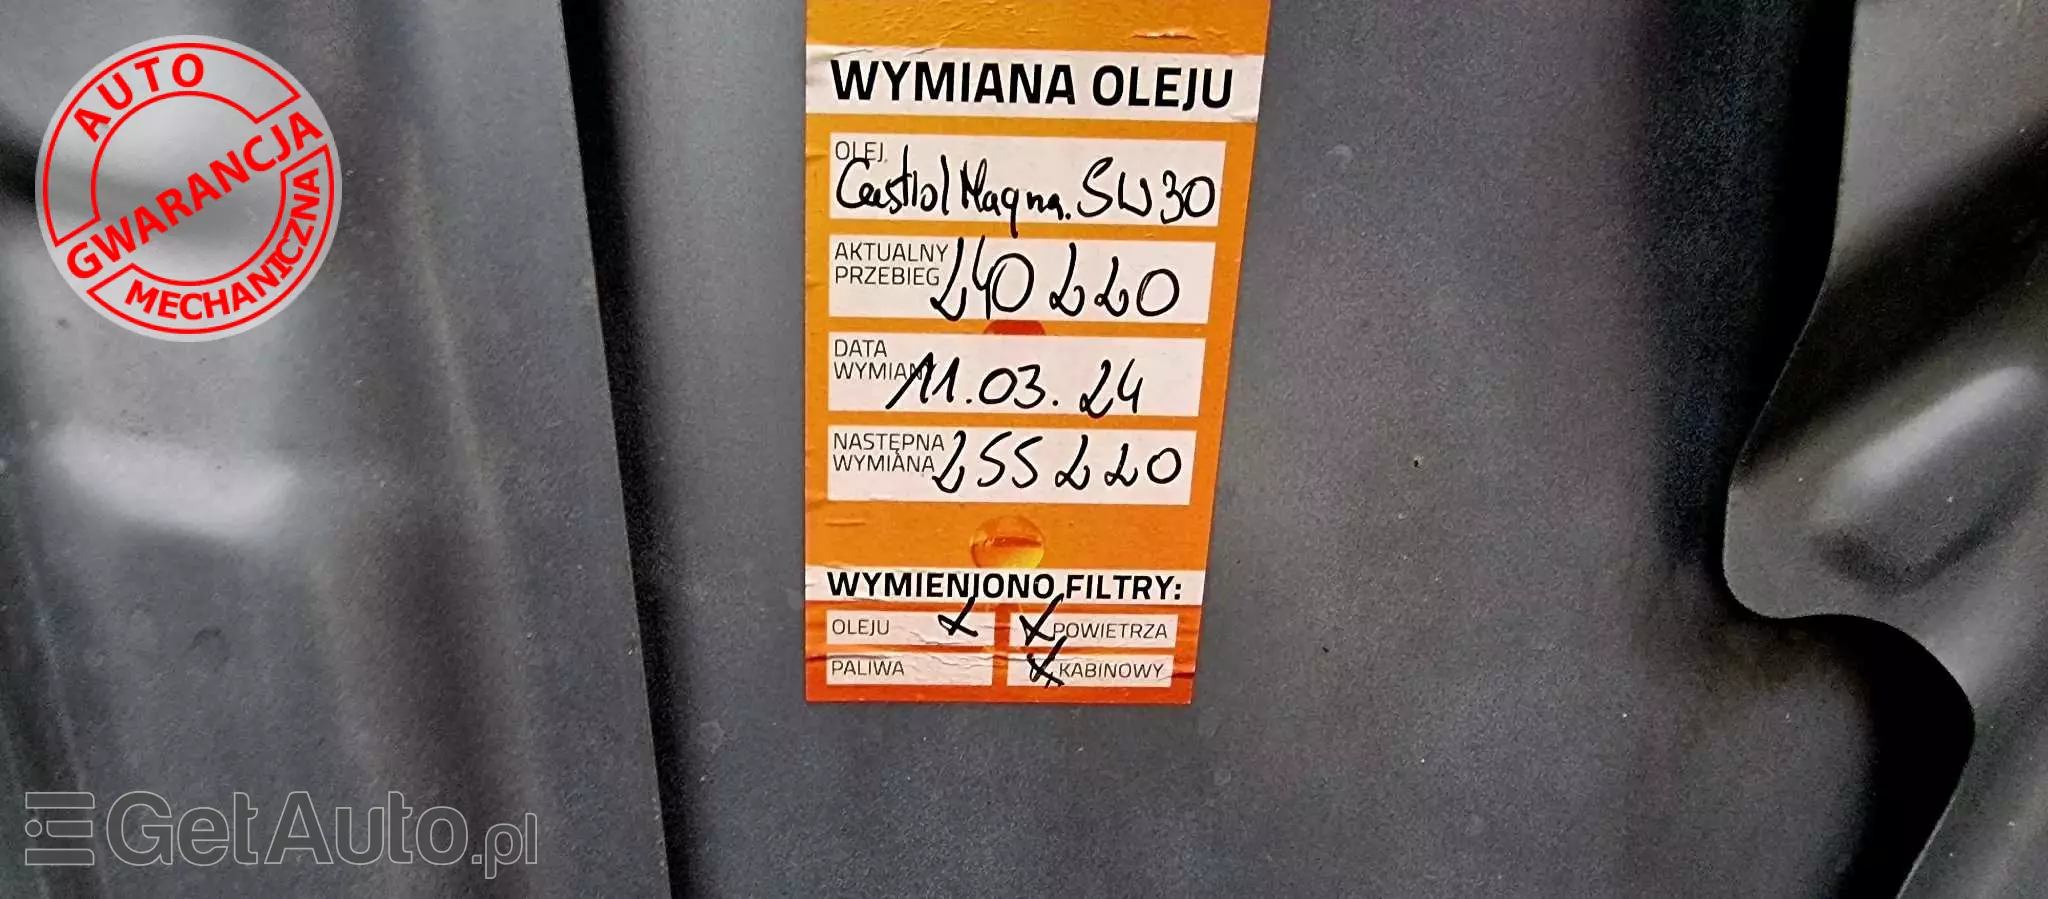 AUTO
GWARANCJA
MECHANICZNA
WYMIANA OLEJU
OLEJ
Castrol Magna. 5W30
AKTUALNY
PRZEBIEG 240 220
DATA
WYMIANY 11.03.24
NASTĘPNA
WYMIANA 255 220
WYMIENIONO FILTRY:
OLEJU x x POWIETRZA
PALIWA x KABINOWY
GetAuto.pl